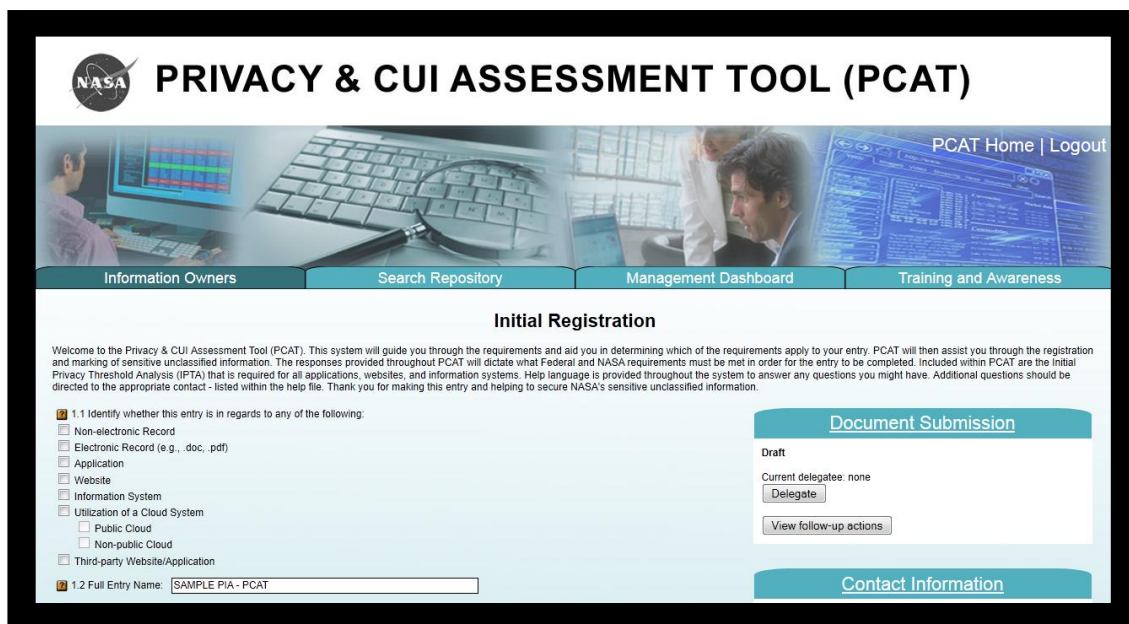 NASA
PRIVACY & CUI ASSESSMENT TOOL (PCAT)
PCAT Home | Logout
Information Owners
Search Repository
Management Dashboard
Training and Awareness
Initial Registration
Welcome to the Privacy & CUI Assessment Tool (PCAT). This system will guide you through the requirements and aid you in determining which of the requirements apply to your entry. PCAT will then assist you through the registration
and marking of sensitive unclassified information. The responses provided throughout PCAT will dictate what Federal and NASA requirements must be met in order for the entry to be completed. Included within PCAT are the Initial
Privacy Threshold Analysis (IPTA) that is required for all applications, websites, and information systems. Help language is provided throughout the system to answer any questions you might have. Additional questions should be
directed to the appropriate contact - listed within the help file. Thank you for making this entry and helping to secure NASA's sensitive unclassified information.
? 1.1 Identify whether this entry is in regards to any of the following:
Non-electronic Record
Electronic Record (e.g., .doc, .pdf)
Application
Website
Information System
Utilization of a Cloud System
Public Cloud
Non-public Cloud
Third-party Website/Application
? 1.2 Full Entry Name: SAMPLE PIA - PCAT
Document Submission
Draft
Current delegatee: none
Delegate
View follow-up actions
Contact Information